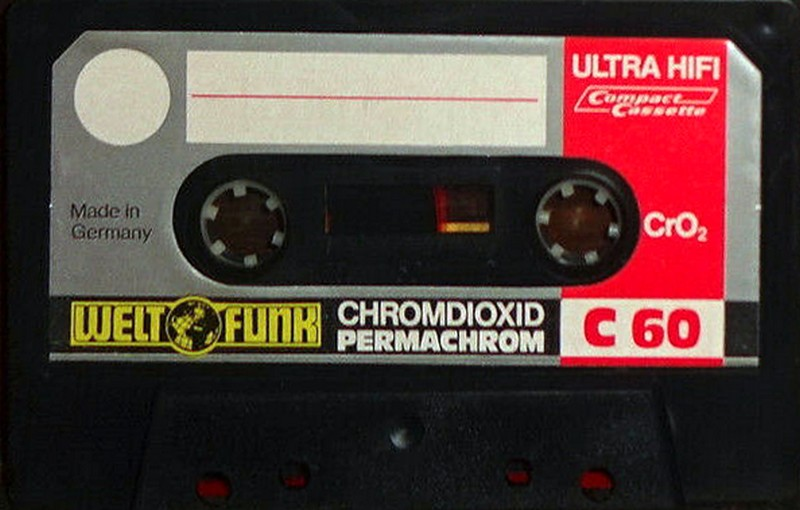 ULTRA HIFI
Compact
Cassette
Made in
Germany
CrO₂
WELT FUNK
CHROMDIOXID
PERMACHROM
C 60